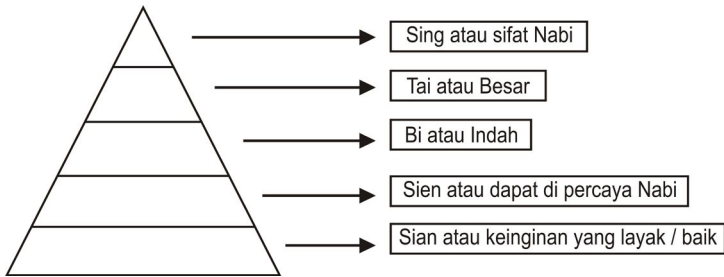 Sing atau sifat Nabi
Tai atau Besar
Bi atau Indah
Sien atau dapat di percaya Nabi
Sian atau keinginan yang layak / baik